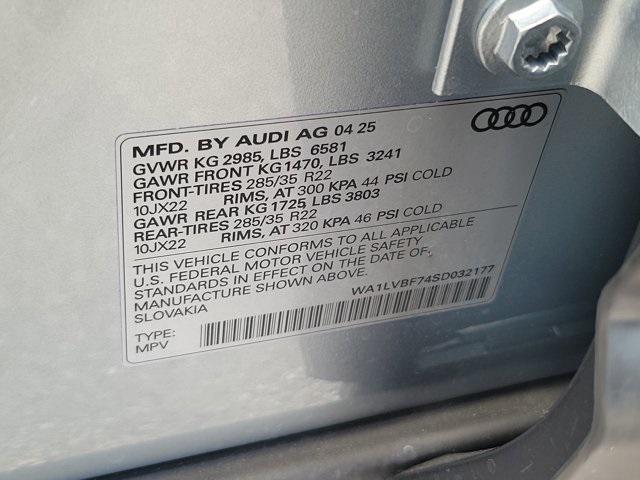 MFD. BY AUDI AG 04 25
GVWR KG 2985, LBS 6581
GAWR FRONT KG 1470, LBS 3241
FRONT-TIRES 285/35 R22
10JX22 RIMS, AT 300 KPA 44 PSI COLD
GAWR REAR KG 1725, LBS 3803
REAR-TIRES 285/35 R22
10JX22 RIMS, AT 320 KPA 46 PSI COLD
THIS VEHICLE CONFORMS TO ALL APPLICABLE
U.S. FEDERAL MOTOR VEHICLE SAFETY
STANDARDS IN EFFECT ON THE DATE OF
MANUFACTURE SHOWN ABOVE.
SLOVAKIA
WA1LVBF74SD032177
TYPE:
MPV